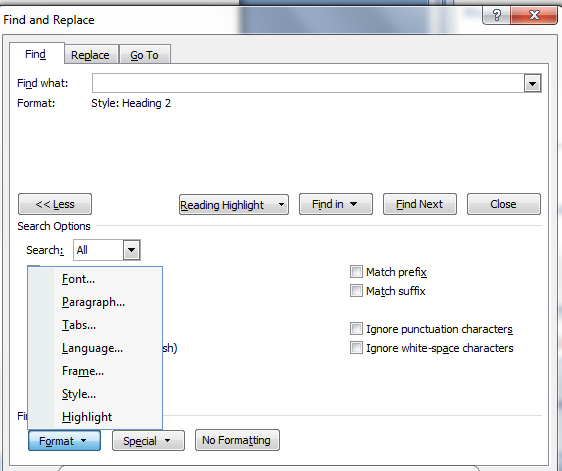 Find and Replace
Find Replace Go To
Find what:
Format: Style: Heading 2
<< Less Reading Highlight Find in Find Next Close
Search Options
Search: All
Font...
Paragraph...
Tabs...
Language...
Frame...
Style...
Highlight
sh)
Match prefix
Match suffix
Ignore punctuation characters
Ignore white-space characters
Fi
Format Special No Formatting